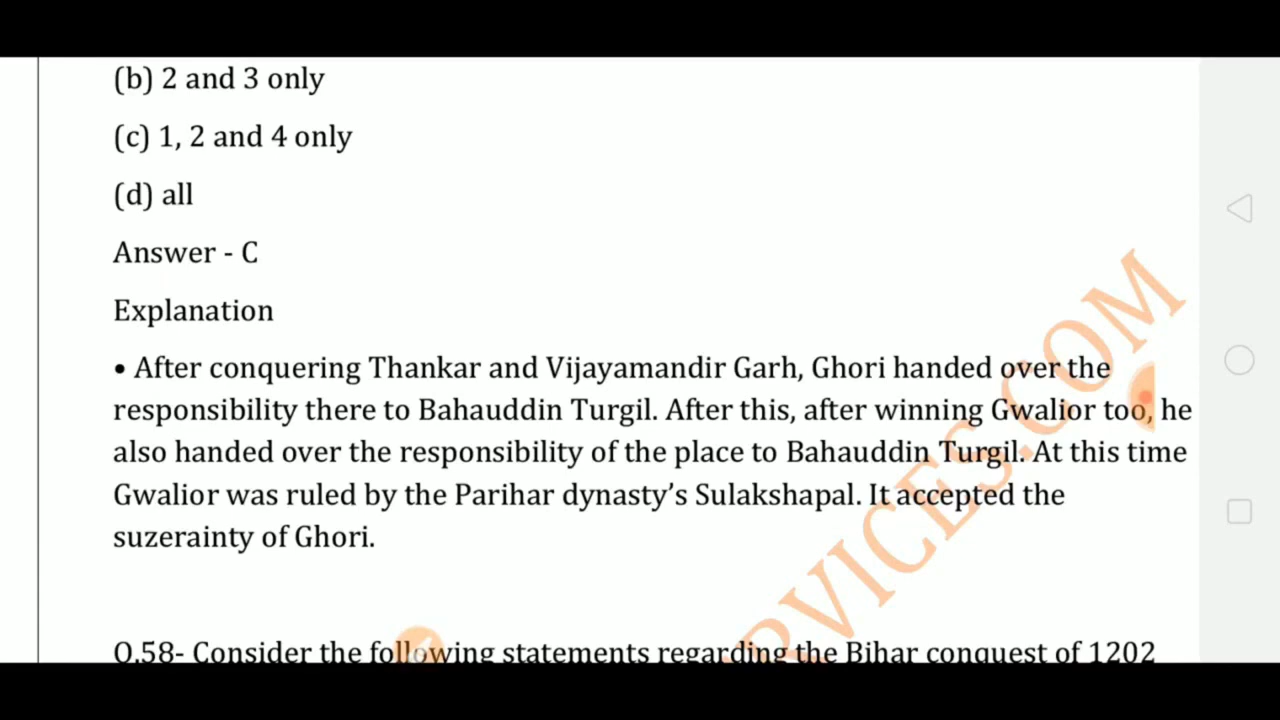 (b) 2 and 3 only
(c) 1, 2 and 4 only
(d) all
Answer - C
Explanation
• After conquering Thankar and Vijayamandir Garh, Ghori handed over the
responsibility there to Bahauddin Turgil. After this, after winning Gwalior too, he
also handed over the responsibility of the place to Bahauddin Turgil. At this time
Gwalior was ruled by the Parihar dynasty's Sulakshapal. It accepted the
suzerainty of Ghori.
Q.58- Consider the following statements regarding the Bihar conquest of 1202
RVICES.COM